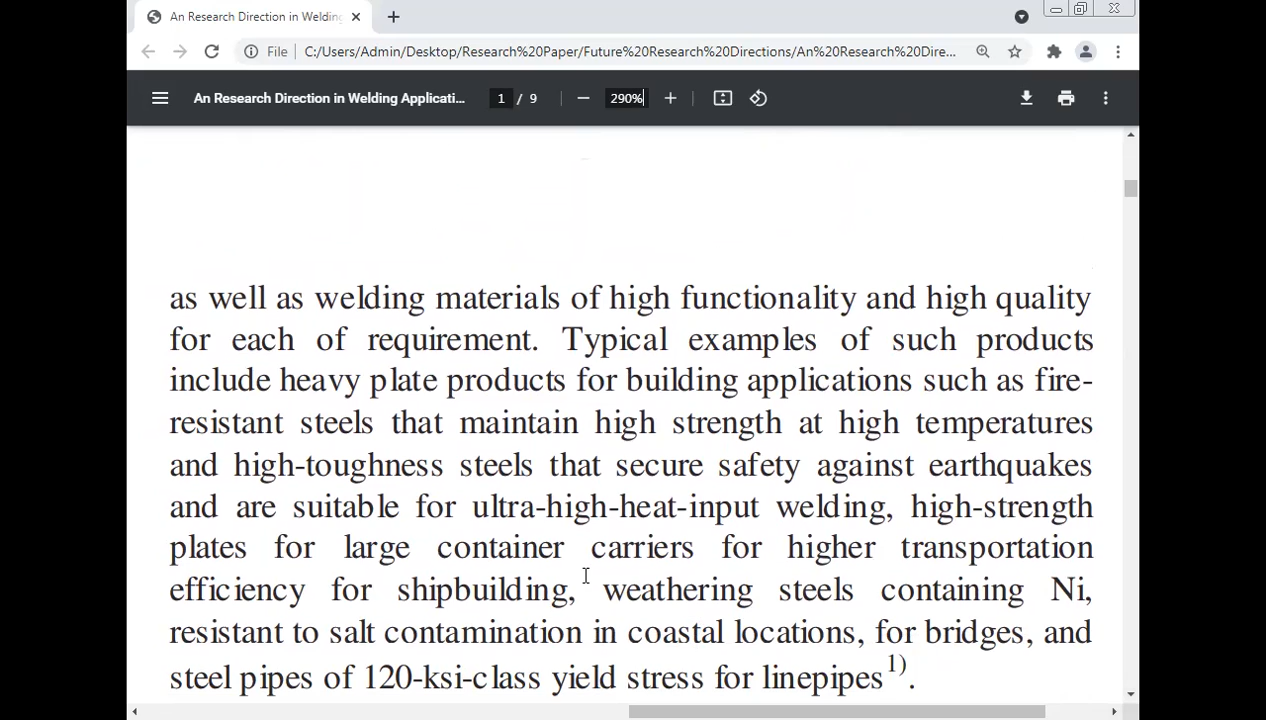 An Research Direction in Welding
File C:/Users/Admin/Desktop/Research%20Paper/Future%20Research%20Directions/An%20Research%20Dire...
An Research Direction in Welding Applicati... 1 / 9 290%
as well as welding materials of high functionality and high quality
for each of requirement. Typical examples of such products
include heavy plate products for building applications such as fire-
resistant steels that maintain high strength at high temperatures
and high-toughness steels that secure safety against earthquakes
and are suitable for ultra-high-heat-input welding, high-strength
plates for large container carriers for higher transportation
efficiency for shipbuilding, weathering steels containing Ni,
resistant to salt contamination in coastal locations, for bridges, and
steel pipes of 120-ksi-class yield stress for linepipes1).